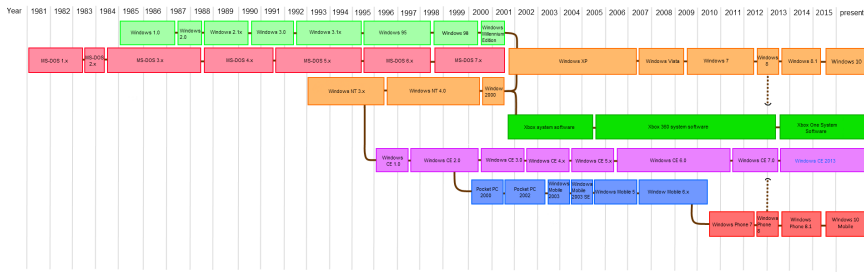 Year 1981 1982 1983 1984 1985 1986 1987 1988 1989 1990 1991 1992 1993 1994 1995 1996 1997 1998 1999 2000 2001 2002 2003 2004 2005 2006 2007 2008 2009 2010 2011 2012 2013 2014 2015 present
Windows 1.0
Windows
2.0
Windows 2.1x
Windows 3.0
Windows 3.1x
Windows 95
Windows 98
Windows
Millennium
Edition
MS-DOS 1.x
MS-DOS
2.x
MS-DOS 3.x
MS-DOS 4.x
MS-DOS 5.x
MS-DOS 6.x
MS-DOS 7.x
Windows XP
Windows Vista
Windows 7
Windows
8
Windows 8.1
Windows 10
Windows NT 3.x
Windows NT 4.0
Window
2000
Xbox system software
Xbox 360 system software
Xbox One System
Software
Windows
CE 1.0
Windows CE 2.0
Windows CE 3.0
Windows CE 4.x
Windows CE 5.x
Windows CE 6.0
Windows CE 7.0
Windows CE 2013
Pocket PC
2000
Pocket PC
2002
Windows
Mobile
2003
Windows
Mobile
2003 SE
Windows Mobile 5
Window Mobile 6.x
Windows Phone 7
Windows
Phone
8
Windows
Phone 8.1
Windows 10
Mobile